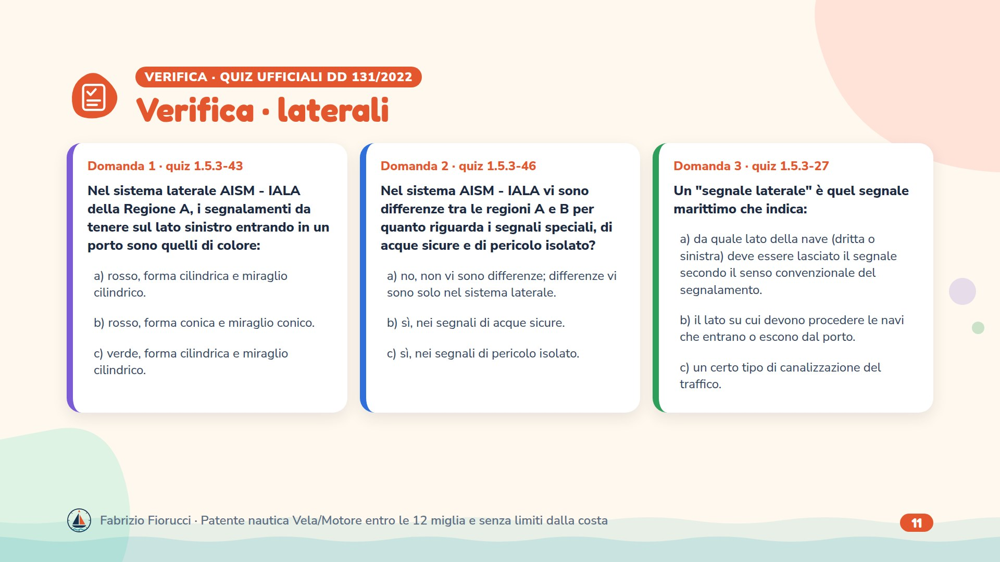 VERIFICA · QUIZ UFFICIALI DD 131/2022
Verifica · laterali
Domanda 1 · quiz 1.5.3-43
Nel sistema laterale AISM - IALA
della Regione A, i segnalamenti da
tenere sul lato sinistro entrando in un
porto sono quelli di colore:
a) rosso, forma cilindrica e miraglio
cilindrico.
b) rosso, forma conica e miraglio conico.
c) verde, forma cilindrica e miraglio
cilindrico.
Domanda 2 · quiz 1.5.3-46
Nel sistema AISM - IALA vi sono
differenze tra le regioni A e B per
quanto riguarda i segnali speciali, di
acque sicure e di pericolo isolato?
a) no, non vi sono differenze; differenze vi
sono solo nel sistema laterale.
b) sì, nei segnali di acque sicure.
c) sì, nei segnali di pericolo isolato.
Domanda 3 · quiz 1.5.3-27
Un "segnale laterale" è quel segnale
marittimo che indica:
a) da quale lato della nave (dritta o
sinistra) deve essere lasciato il segnale
secondo il senso convenzionale del
segnalamento.
b) il lato su cui devono procedere le navi
che entrano o escono dal porto.
c) un certo tipo di canalizzazione del
traffico.
Fabrizio Fiorucci · Patente nautica Vela/Motore entro le 12 miglia e senza limiti dalla costa
11